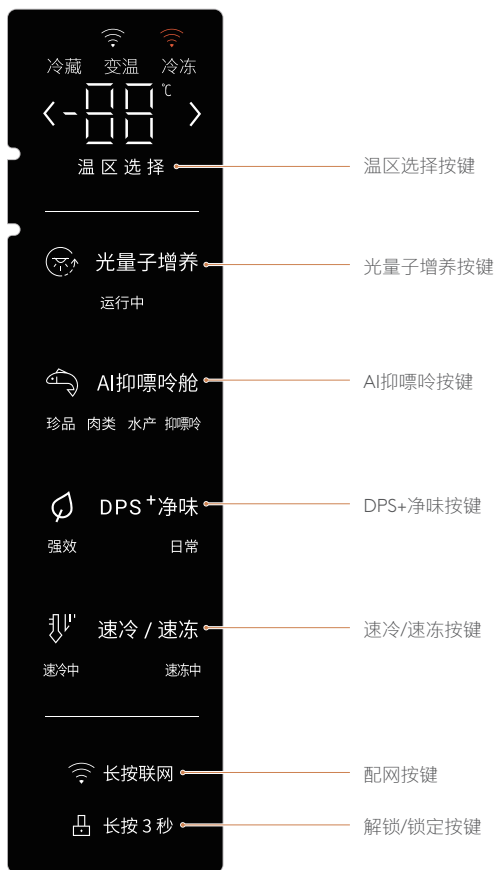 冷藏 变温 冷冻
-88℃
温区选择
温区选择按键
光量子增养
光量子增养按键
运行中
AI抑嘌呤舱
AI抑嘌呤按键
珍品 肉类 水产 抑嘌呤
DPS+净味
DPS+净味按键
强效 日常
速冷 / 速冻
速冷/速冻按键
速冷中 速冻中
长按联网
配网按键
长按 3 秒
解锁/锁定按键